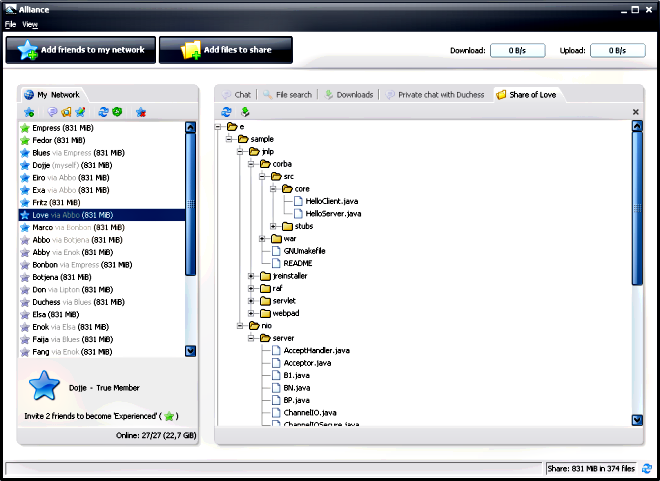 Alliance
File View
Add friends to my network
Add files to share
Download: 0 B/s Upload: 0 B/s
My Network
Chat File search Downloads Private chat with Duchess Share of Love
Empress (831 MiB)
Fedor (831 MiB)
Blues via Empress (831 MiB)
Dojje (myself) (831 MiB)
Eiro via Abbo (831 MiB)
Exa via Abbo (831 MiB)
Fritz (831 MiB)
Love via Abbo (831 MiB)
Marco via Bonbon (831 MiB)
Abbo via Botjena (831 MiB)
Abby via Enok (831 MiB)
Bonbon via Empress (831 MiB)
Botjena (831 MiB)
Don via Lipton (831 MiB)
Duchess via Blues (831 MiB)
Elsa (831 MiB)
Enok via Elsa (831 MiB)
Faija via Blues (831 MiB)
Fang via Enok (831 MiB)
Dojje - True Member
Invite 2 friends to become 'Experienced' ( )
Online: 27/27 (22,7 GiB)
e
sample
jnlp
corba
src
core
HelloClient.java
HelloServer.java
stubs
war
GNUmakefile
README
jreinstaller
raf
servlet
webpad
nio
server
AcceptHandler.java
Acceptor.java
B1.java
BN.java
BP.java
ChannelIO.java
ChannelIOSecure.java
Share: 831 MiB in 374 files